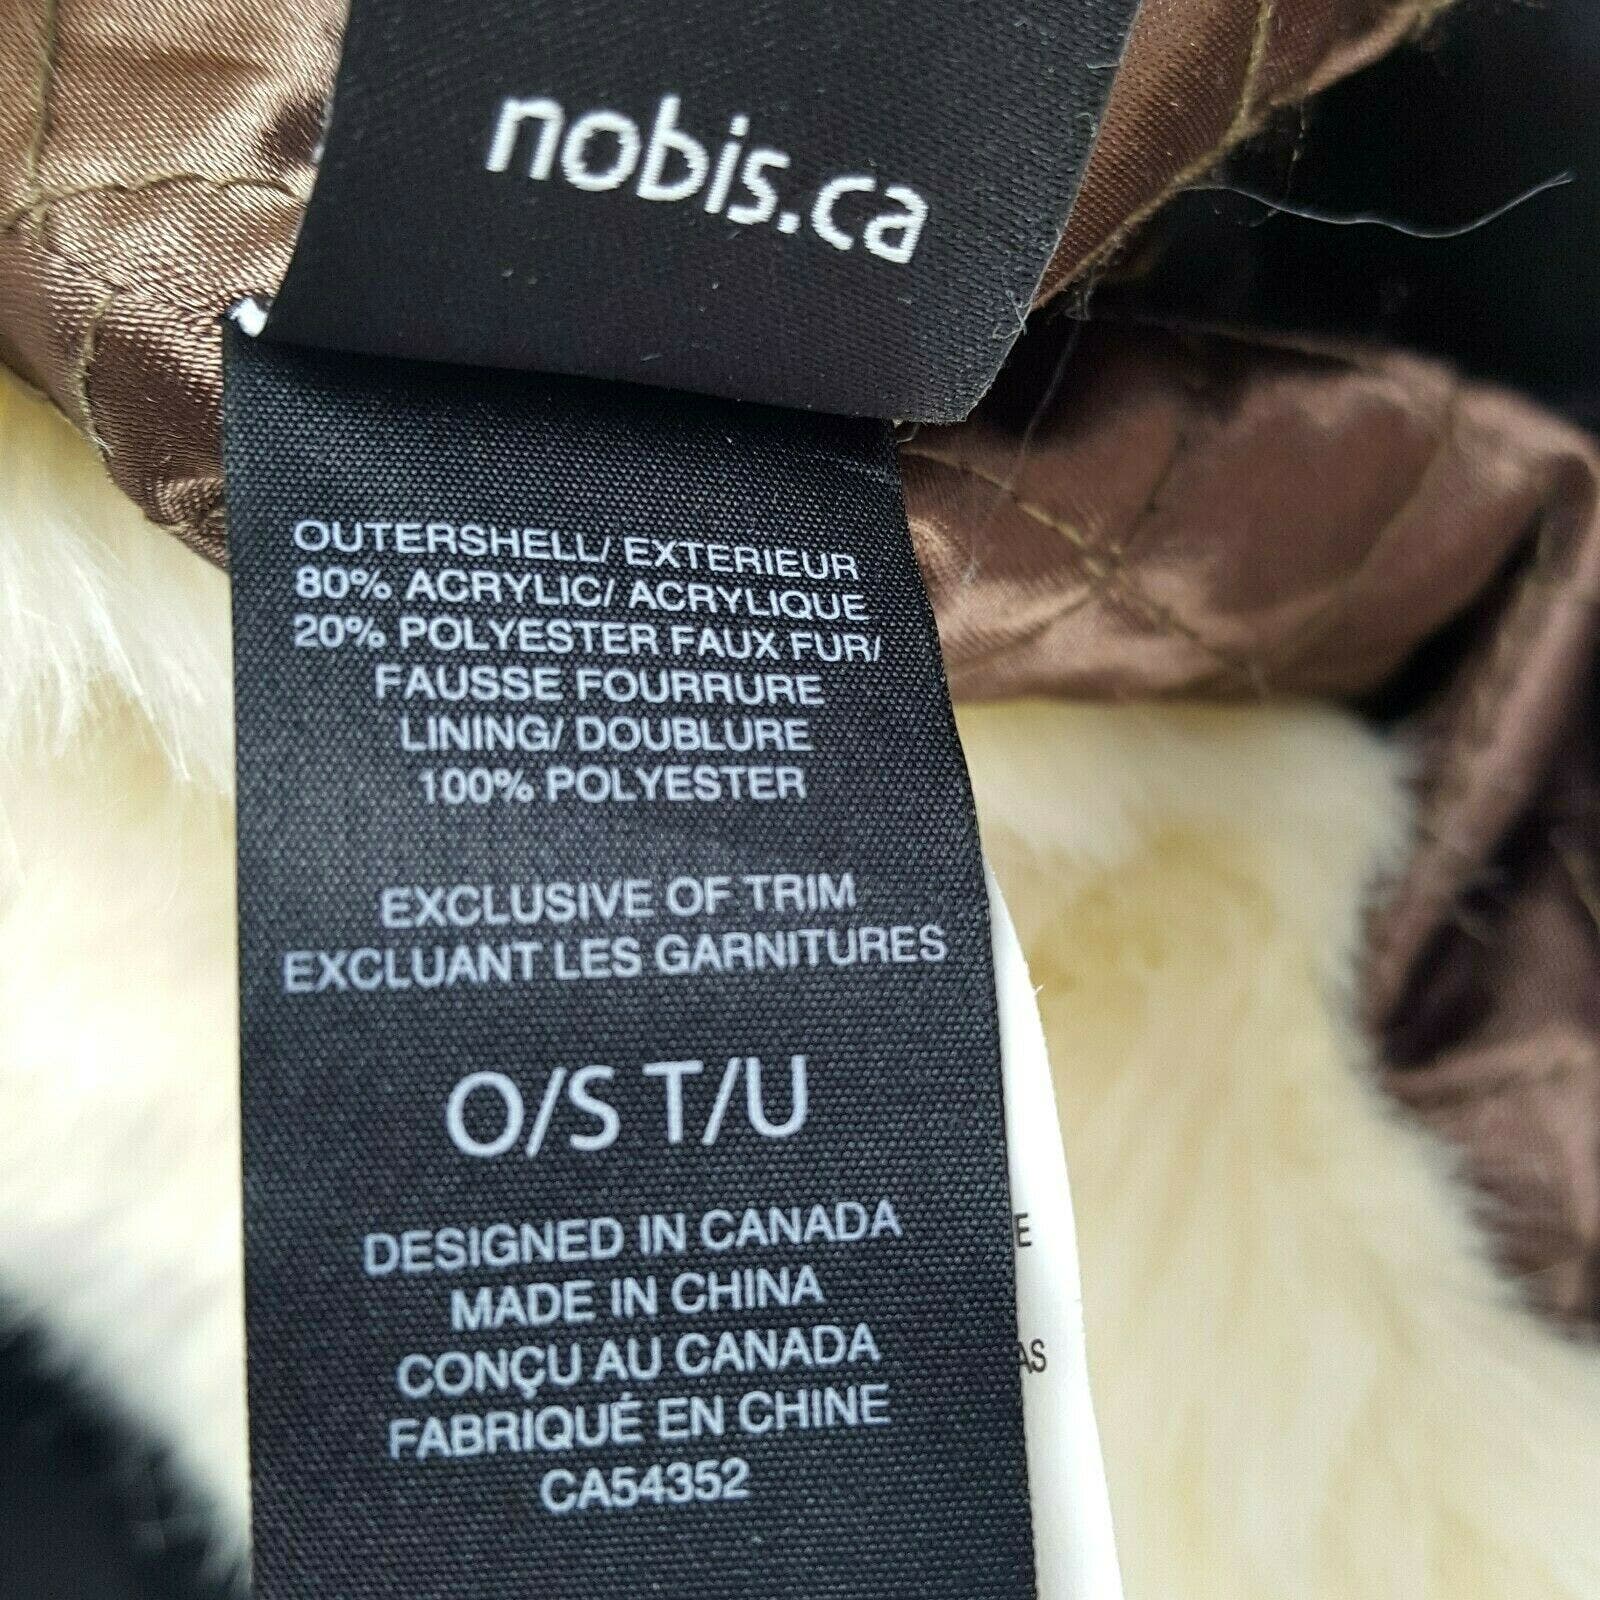 nobis.ca
OUTERSHELL/ EXTERIEUR
80% ACRYLIC/ ACRYLIQUE
20% POLYESTER FAUX FUR/
FAUSSE FOURRURE
LINING/ DOUBLURE
100% POLYESTER
EXCLUSIVE OF TRIM
EXCLUANT LES GARNITURES
O/S T/U
DESIGNED IN CANADA
MADE IN CHINA
CONÇU AU CANADA
FABRIQUÉ EN CHINE
CA54352